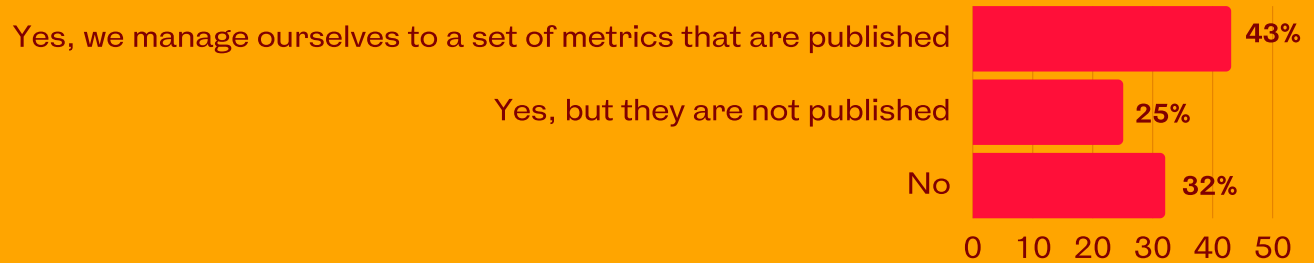 Yes, we manage ourselves to a set of metrics that are published 43%
Yes, but they are not published 25%
No 32%
0 10 20 30 40 50